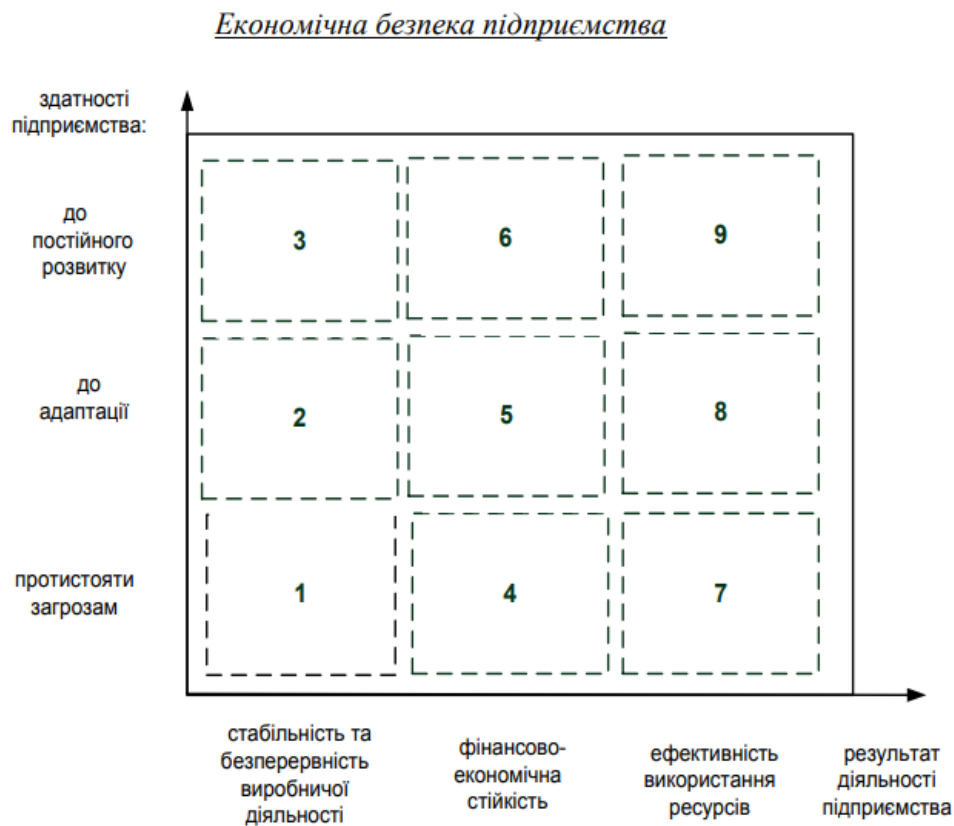 Економічна безпека підприємства
здатності
підприємства:
до
постійного
розвитку
3
6
9
до
адаптації
2
5
8
протистояти
загрозам
1
4
7
стабільність та
безперервність
виробничої
діяльності
фінансово-
економічна
стійкість
ефективність
використання
ресурсів
результат
діяльності
підприємства